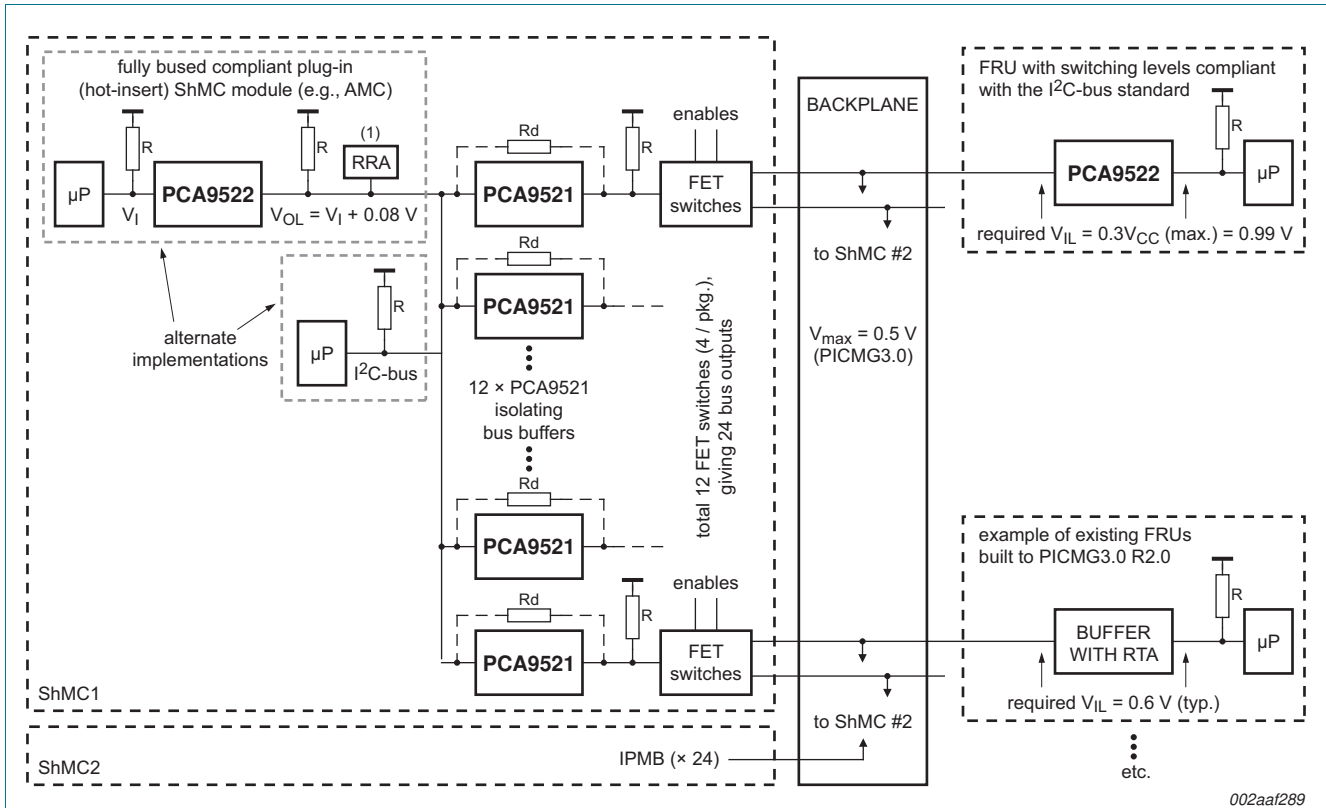 fully bused compliant plug-in
(hot-insert) ShMC module (e.g., AMC)
R
R
(1)
RRA
µP
PCA9522
V_I
V_OL = V_I + 0.08 V
alternate
implementations
R
µP
I²C-bus
Rd
PCA9521
R
enables
FET
switches
Rd
PCA9521
12 × PCA9521
isolating
bus buffers
total 12 FET switches (4 / pkg.),
giving 24 bus outputs
Rd
PCA9521
Rd
PCA9521
R
enables
FET
switches
ShMC1
ShMC2
IPMB (× 24)
BACKPLANE
to ShMC #2
V_max = 0.5 V
(PICMG3.0)
to ShMC #2
FRU with switching levels compliant
with the I²C-bus standard
R
PCA9522
µP
required V_IL = 0.3V_CC (max.) = 0.99 V
example of existing FRUs
built to PICMG3.0 R2.0
R
BUFFER
WITH RTA
µP
required V_IL = 0.6 V (typ.)
etc.
002aaf289